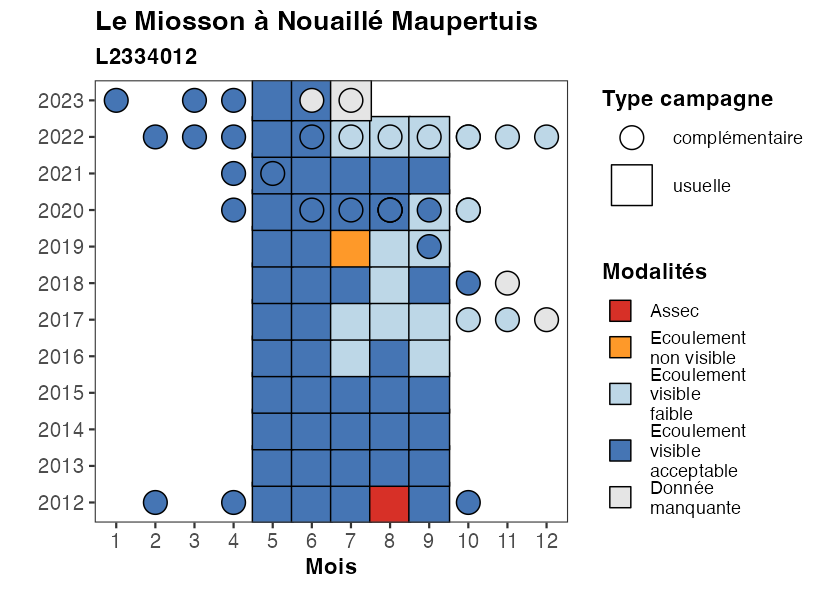 Le Miosson à Nouaillé Maupertuis
L2334012
2023
2022
2021
2020
2019
2018
2017
2016
2015
2014
2013
2012
1 2 3 4 5 6 7 8 9 10 11 12
Mois
Type campagne
complémentaire
usuelle
Modalités
Assec
Ecoulement
non visible
Ecoulement
visible
faible
Ecoulement
visible
acceptable
Donnée
manquante